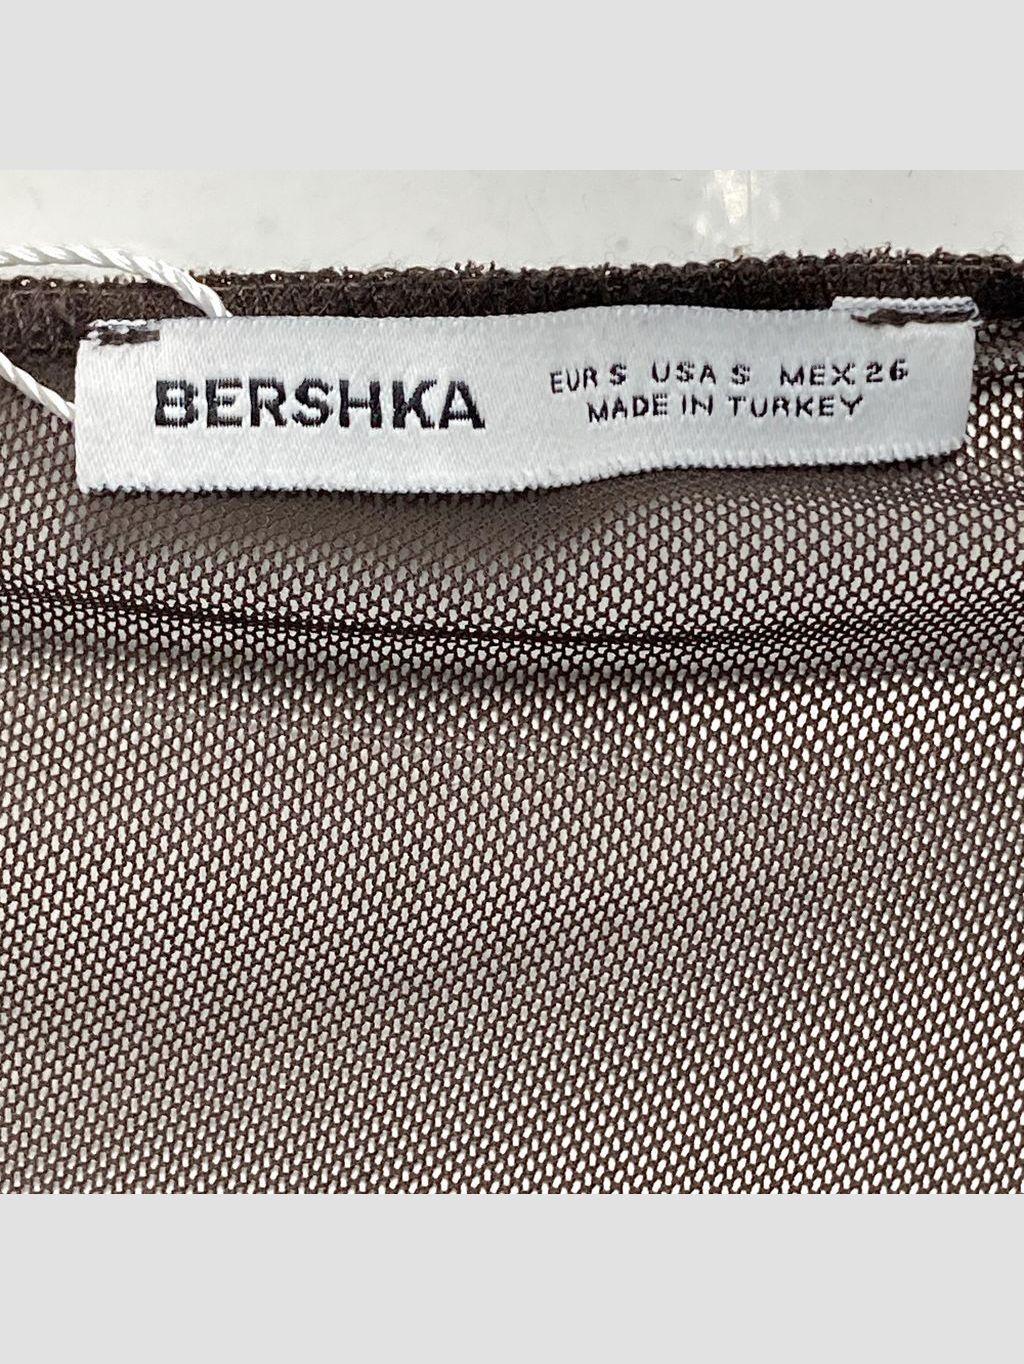 BERSHKA
EUR S USA S MEX 26
MADE IN TURKEY